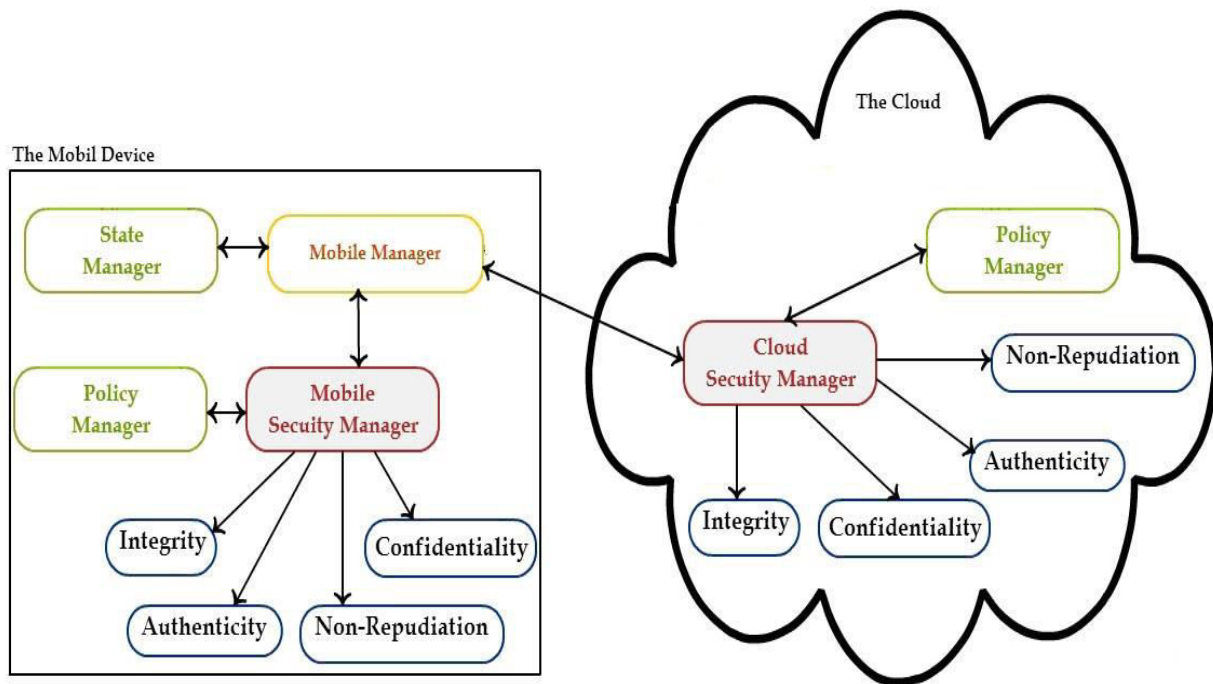 The Cloud
The Mobil Device
State
Manager
Mobile Manager
Policy
Manager
Mobile
Secuity Manager
Integrity
Confidentiality
Authenticity
Non-Repudiation
Policy
Manager
Cloud
Secuity Manager
Non-Repudiation
Authenticity
Integrity
Confidentiality